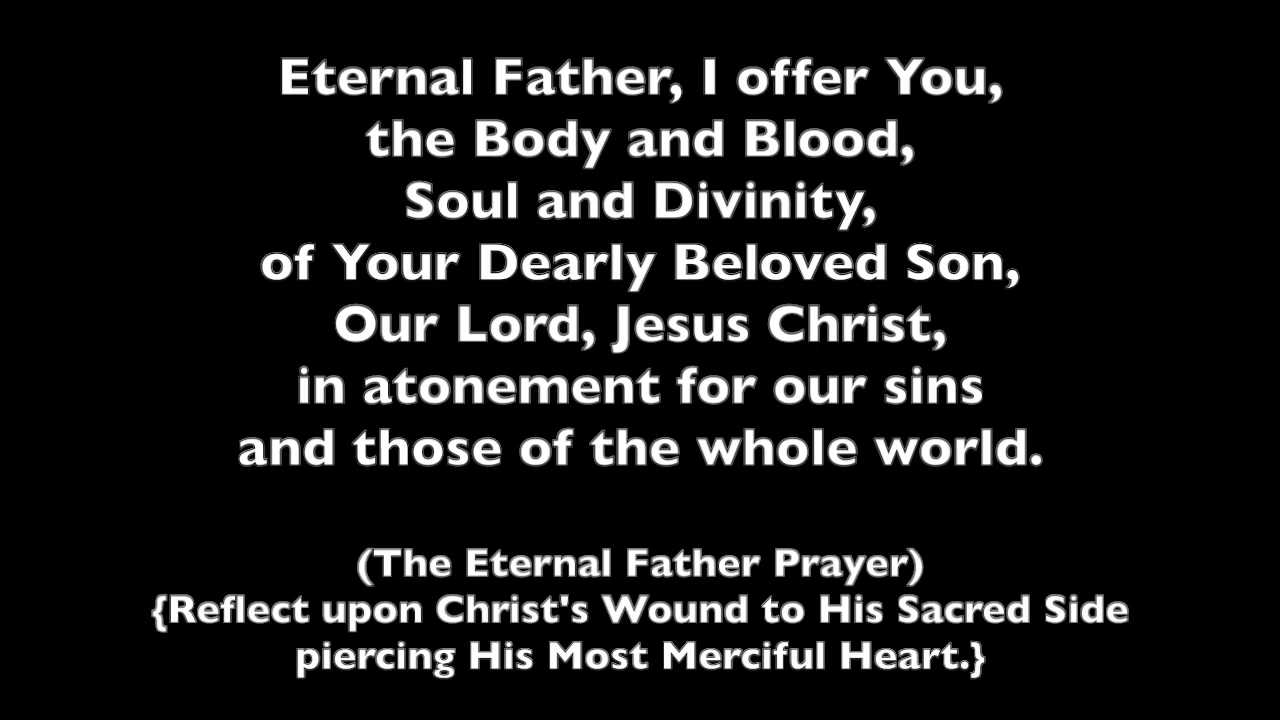 Eternal Father, I offer You,
the Body and Blood,
Soul and Divinity,
of Your Dearly Beloved Son,
Our Lord, Jesus Christ,
in atonement for our sins
and those of the whole world.
(The Eternal Father Prayer)
{Reflect upon Christ's Wound to His Sacred Side
piercing His Most Merciful Heart.}